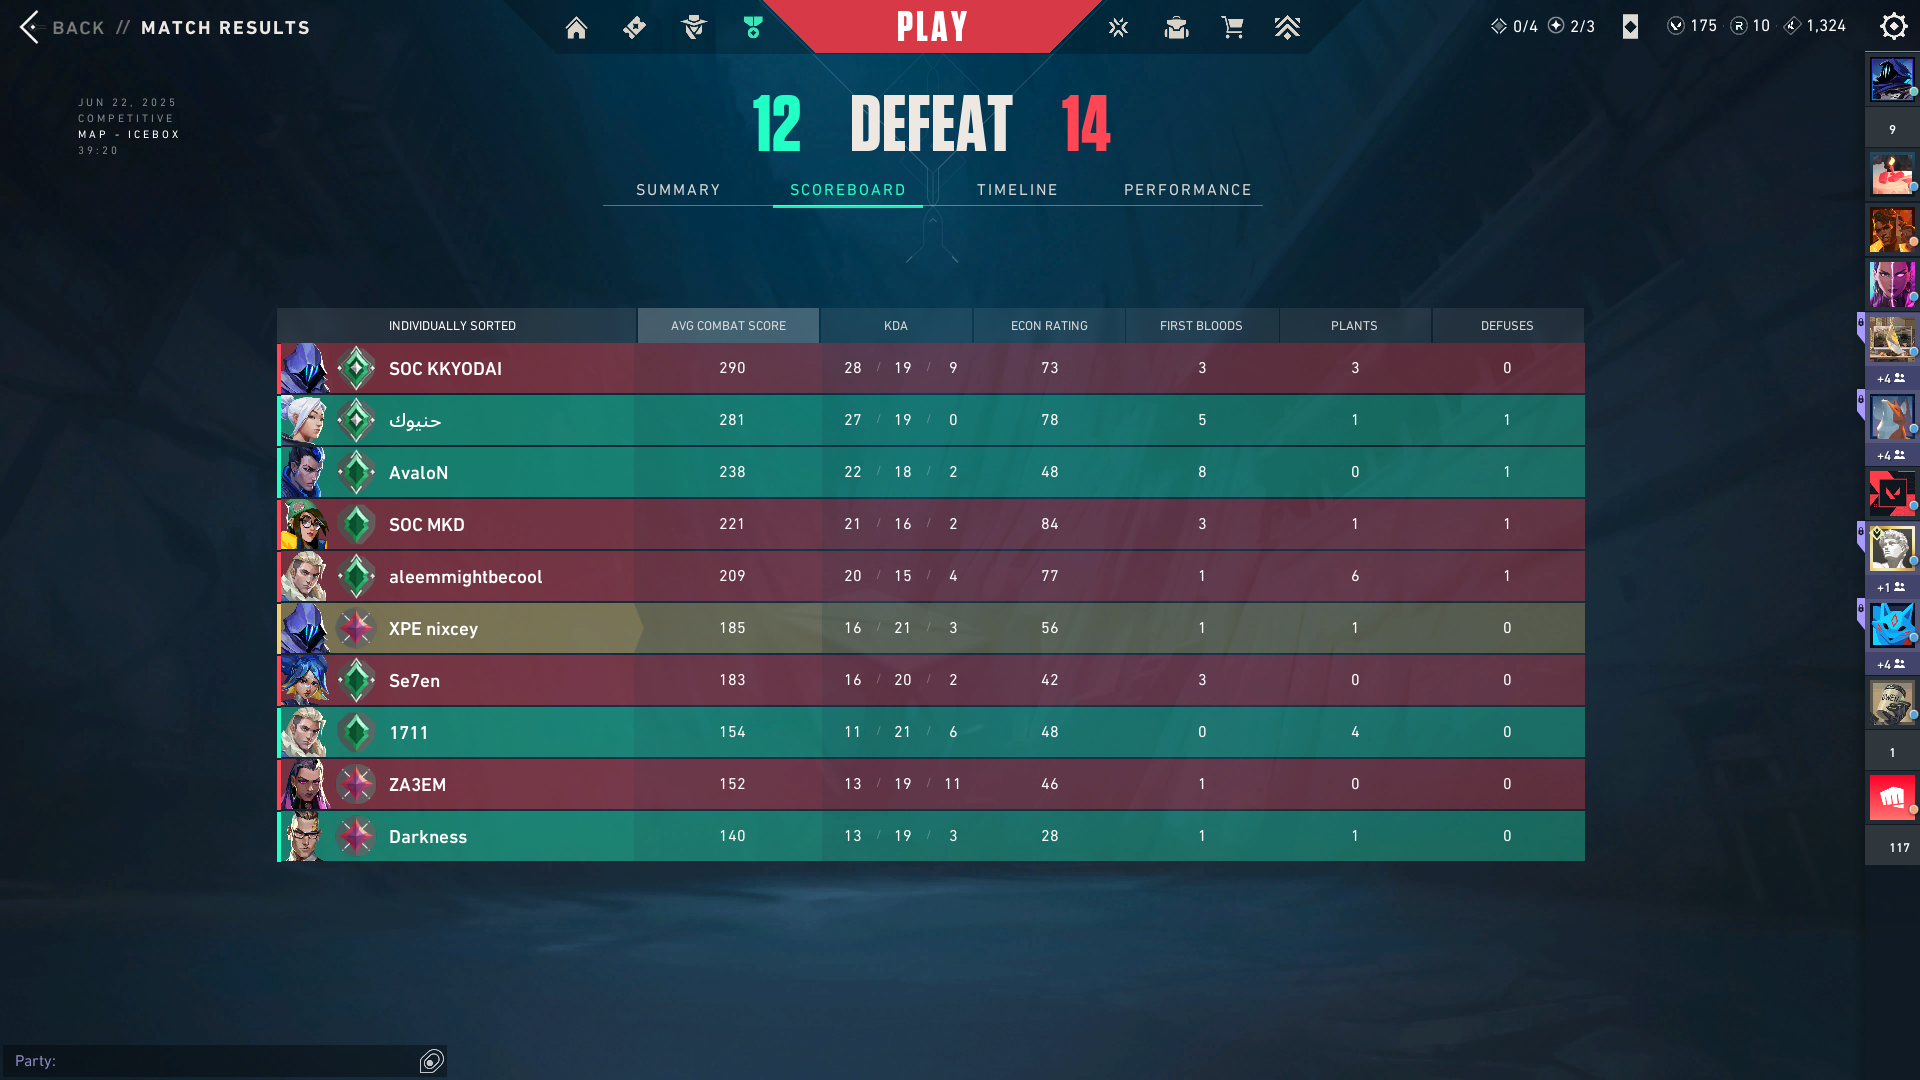 BACK // MATCH RESULTS
PLAY
0/4 2/3 175 10 1,324
JUN 22, 2025
COMPETITIVE
MAP - ICEBOX
39:20
12 DEFEAT 14
SUMMARY SCOREBOARD TIMELINE PERFORMANCE
INDIVIDUALLY SORTED AVG COMBAT SCORE KDA ECON RATING FIRST BLOODS PLANTS DEFUSES
SOC KKYODAI 290 28 / 19 / 9 73 3 3 0
حنيوك 281 27 / 19 / 0 78 5 1 1
AvaloN 238 22 / 18 / 2 48 8 0 1
SOC MKD 221 21 / 16 / 2 84 3 1 1
aleemmightbecool 209 20 / 15 / 4 77 1 6 1
XPE nixcey 185 16 / 21 / 3 56 1 1 0
Se7en 183 16 / 20 / 2 42 3 0 0
1711 154 11 / 21 / 6 48 0 4 0
ZA3EM 152 13 / 19 / 11 46 1 0 0
Darkness 140 13 / 19 / 3 28 1 1 0
9
+4
+4
+1
+4
1
117
Party: